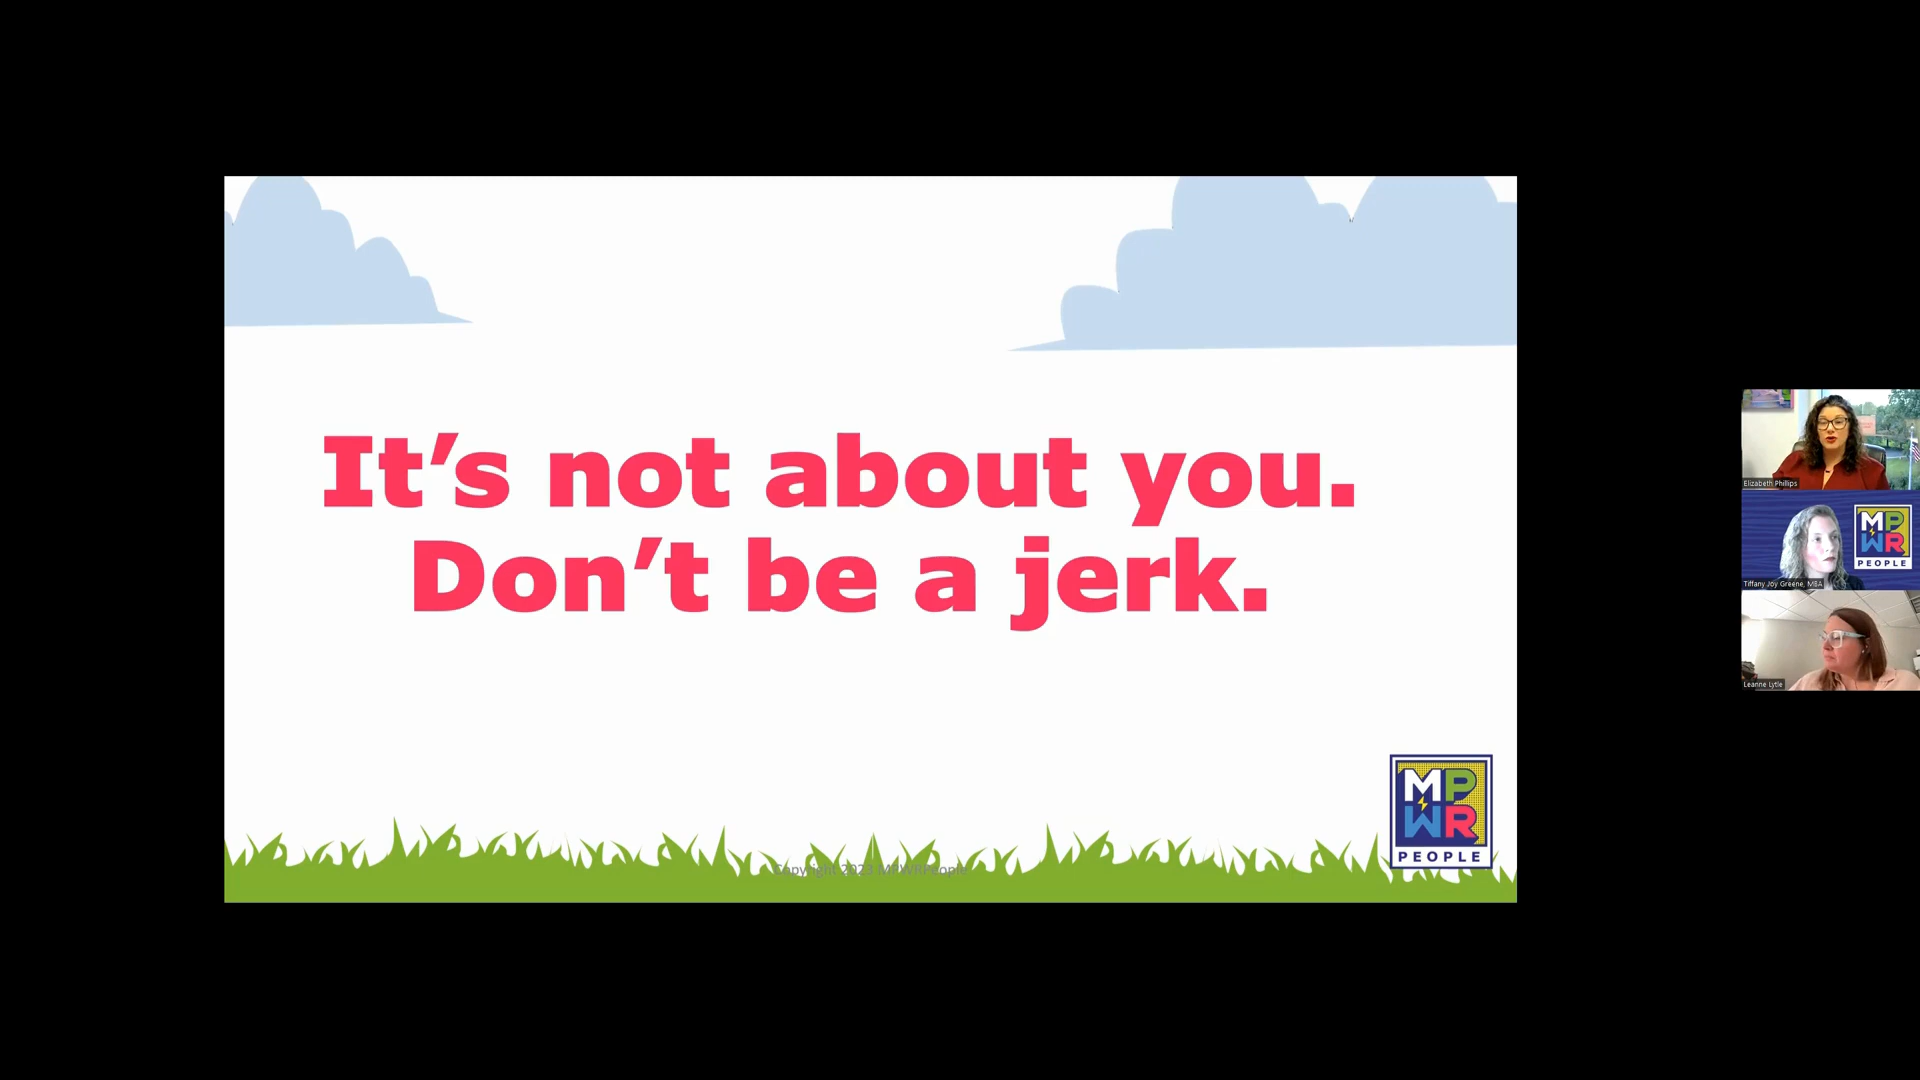 It’s not about you.
Don’t be a jerk.
Copyright 2023 MPWRPeople
MP
WR
PEOPLE
Elizabeth Phillips
MP
WR
PEOPLE
Tiffany Joy Greene, MBA
Leanne Lytle